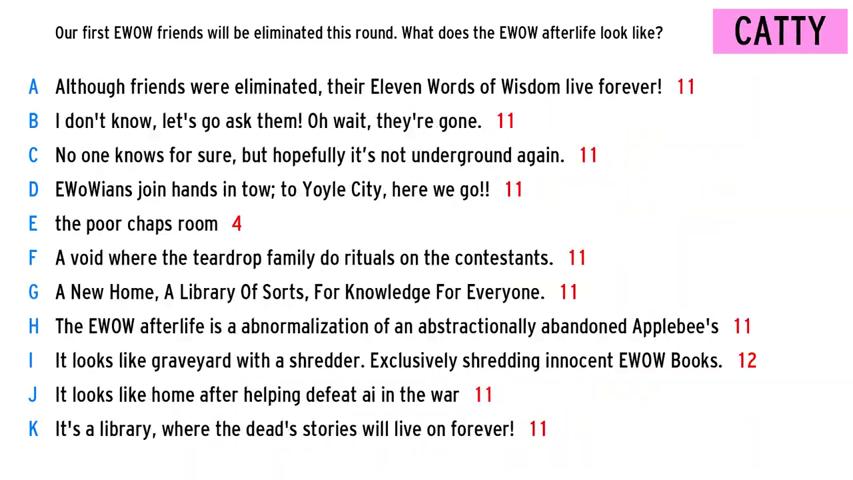 Our first EWOW friends will be eliminated this round. What does the EWOW afterlife look like?
CATTY
A Although friends were eliminated, their Eleven Words of Wisdom live forever! 11
B I don't know, let's go ask them! Oh wait, they're gone. 11
C No one knows for sure, but hopefully it's not underground again. 11
D EWoWians join hands in tow; to Yoyle City, here we go!! 11
E the poor chaps room 4
F A void where the teardrop family do rituals on the contestants. 11
G A New Home, A Library Of Sorts, For Knowledge For Everyone. 11
H The EWOW afterlife is a abnormalization of an abstractionally abandoned Applebee's 11
I It looks like graveyard with a shredder. Exclusively shredding innocent EWOW Books. 12
J It looks like home after helping defeat ai in the war 11
K It's a library, where the dead's stories will live on forever! 11